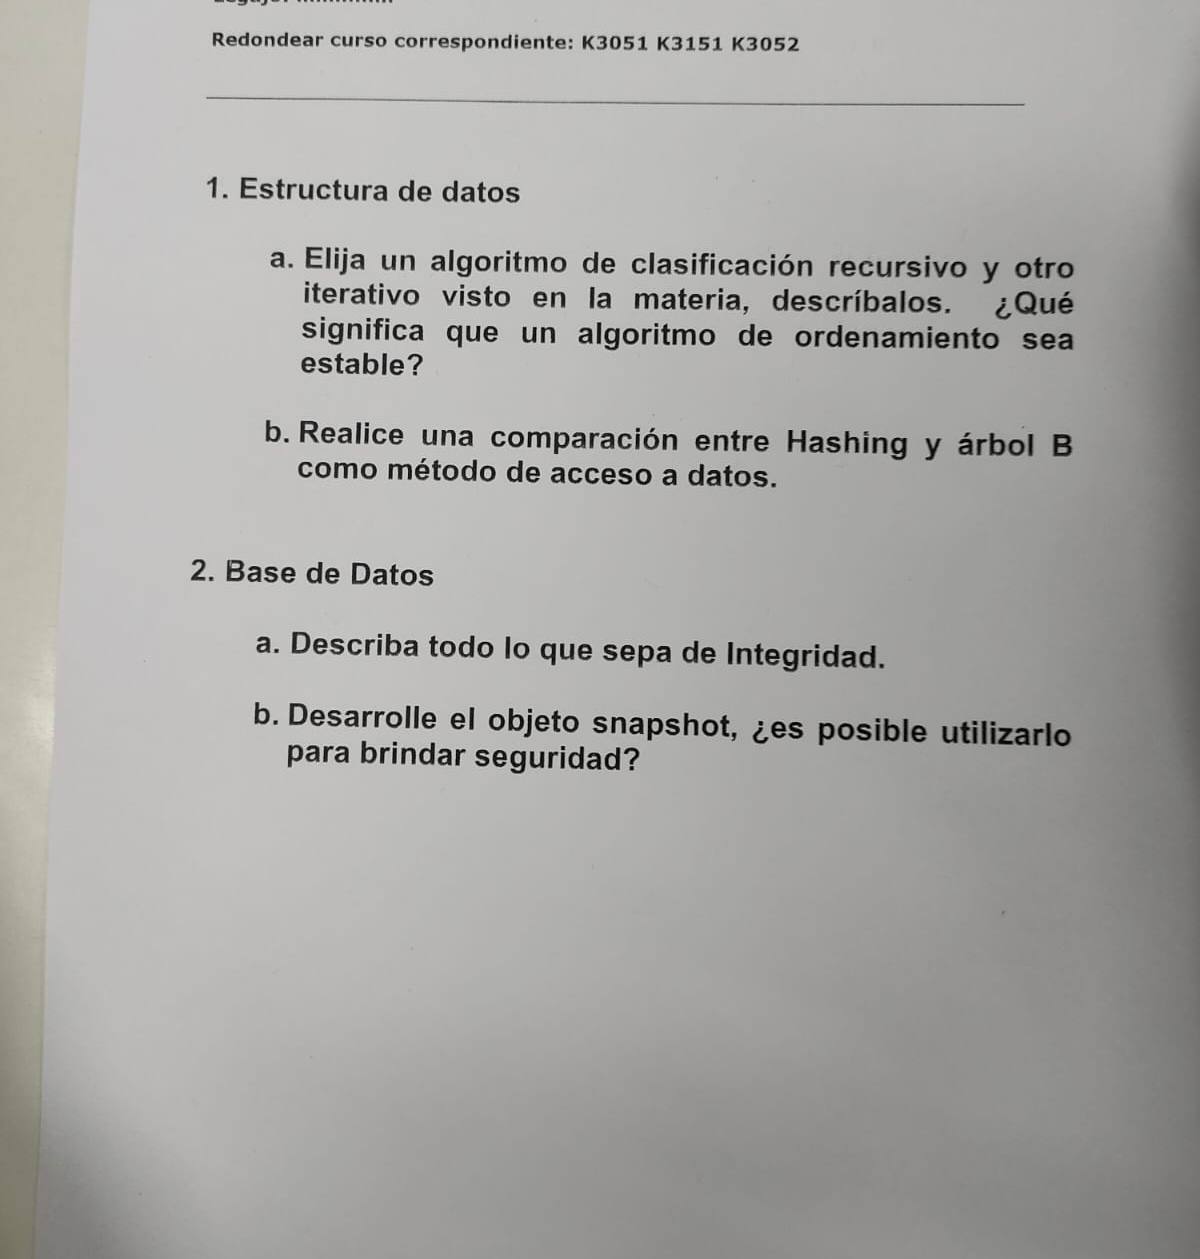 Redondear curso correspondiente: K3051 K3151 K3052
1. Estructura de datos
a. Elija un algoritmo de clasificación recursivo y otro
iterativo visto en la materia, descríbalos. ¿Qué
significa que un algoritmo de ordenamiento sea
estable?
b. Realice una comparación entre Hashing y árbol B
como método de acceso a datos.
2. Base de Datos
a. Describa todo lo que sepa de Integridad.
b. Desarrolle el objeto snapshot, ¿es posible utilizarlo
para brindar seguridad?